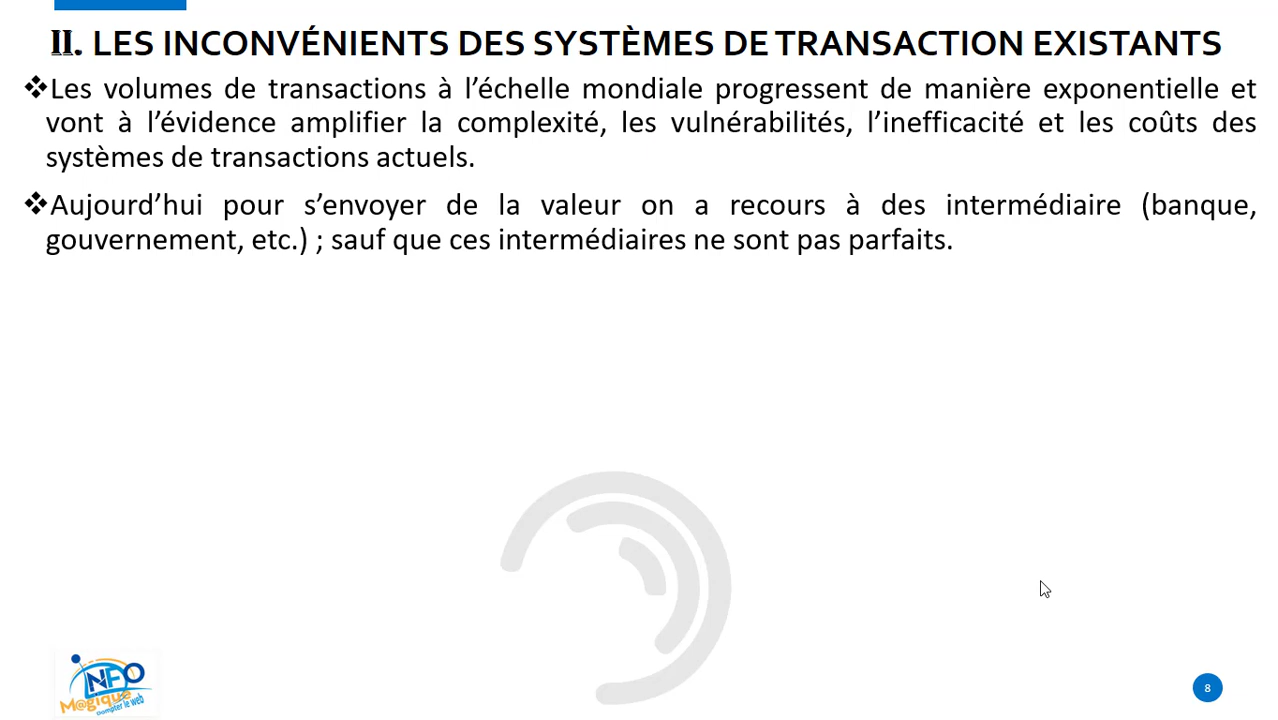 II. LES INCONVÉNIENTS DES SYSTÈMES DE TRANSACTION EXISTANTS
❖Les volumes de transactions à l’échelle mondiale progressent de manière exponentielle et
vont à l’évidence amplifier la complexité, les vulnérabilités, l’inefficacité et les coûts des
systèmes de transactions actuels.
❖Aujourd’hui pour s’envoyer de la valeur on a recours à des intermédiaire (banque,
gouvernement, etc.) ; sauf que ces intermédiaires ne sont pas parfaits.
INFO
M@gique
compter le web
8